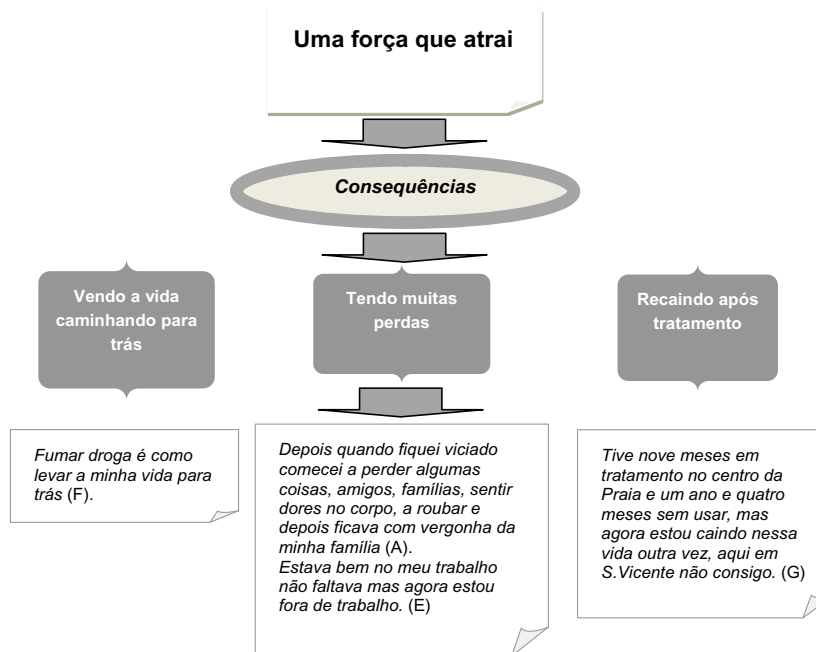 Uma força que atrai
Consequências
Vendo a vida
caminhando para
trás
Tendo muitas
perdas
Recaindo após
tratamento
Fumar droga é como
levar a minha vida para
trás (F).
Depois quando fiquei viciado
comecei a perder algumas
coisas, amigos, famílias, sentir
dores no corpo, a roubar e
depois ficava com vergonha da
minha família (A).
Estava bem no meu trabalho
não faltava mas agora estou
fora de trabalho. (E)
Tive nove meses em
tratamento no centro da
Praia e um ano e quatro
meses sem usar, mas
agora estou caindo nessa
vida outra vez, aqui em
S.Vicente não consigo. (G)